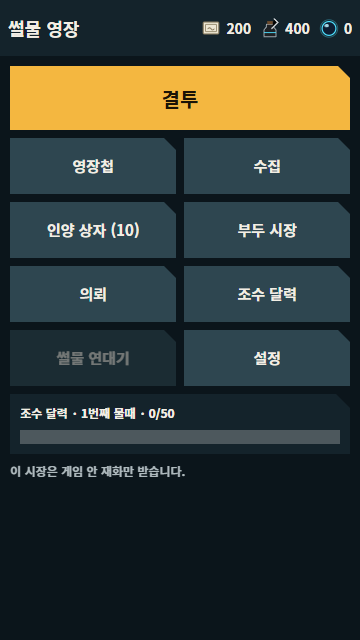 썰물 영장
200
400
0
결투
영장첩
수집
인양 상자 (10)
부두 시장
의뢰
조수 달력
썰물 연대기
설정
조수 달력 · 1번째 물때 · 0/50
이 시장은 게임 안 재화만 받습니다.